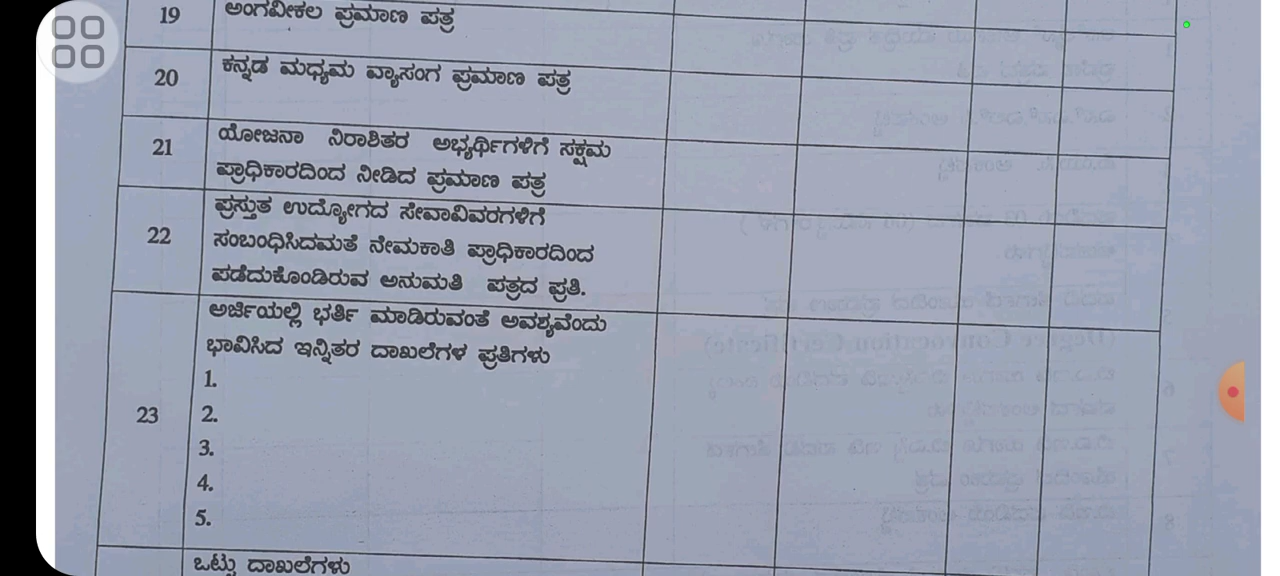 19 ಅಂಗವೀಕಲ ಪ್ರಮಾಣ ಪತ್ರ
20 ಕನ್ನಡ ಮಧ್ಯಮ ವ್ಯಾಸಂಗ ಪ್ರಮಾಣ ಪತ್ರ
21 ಯೋಜನಾ ನಿರಾಶಿತರ ಅಭ್ಯರ್ಥಿಗಳಿಗೆ ಸಕ್ಷಮ
ಪ್ರಾಧಿಕಾರದಿಂದ ನೀಡಿದ ಪ್ರಮಾಣ ಪತ್ರ
ಪ್ರಸ್ತುತ ಉದ್ಯೋಗದ ಸೇವಾವಿವರಗಳಿಗೆ
22 ಸಂಬಂಧಿಸಿದಮತೆ ನೇಮಕಾತಿ ಪ್ರಾಧಿಕಾರದಿಂದ
ಪಡೆದುಕೊಂಡಿರುವ ಅನುಮತಿ ಪತ್ರದ ಪ್ರತಿ.
ಅರ್ಜಿಯಲ್ಲಿ ಭರ್ತಿ ಮಾಡಿರುವಂತೆ ಅವಶ್ಯವೆಂದು
ಭಾವಿಸಿದ ಇನ್ನಿತರ ದಾಖಲೆಗಳ ಪ್ರತಿಗಳು
1.
23 2.
3.
4.
5.
ಒಟ್ಟು ದಾಖಲೆಗಳು